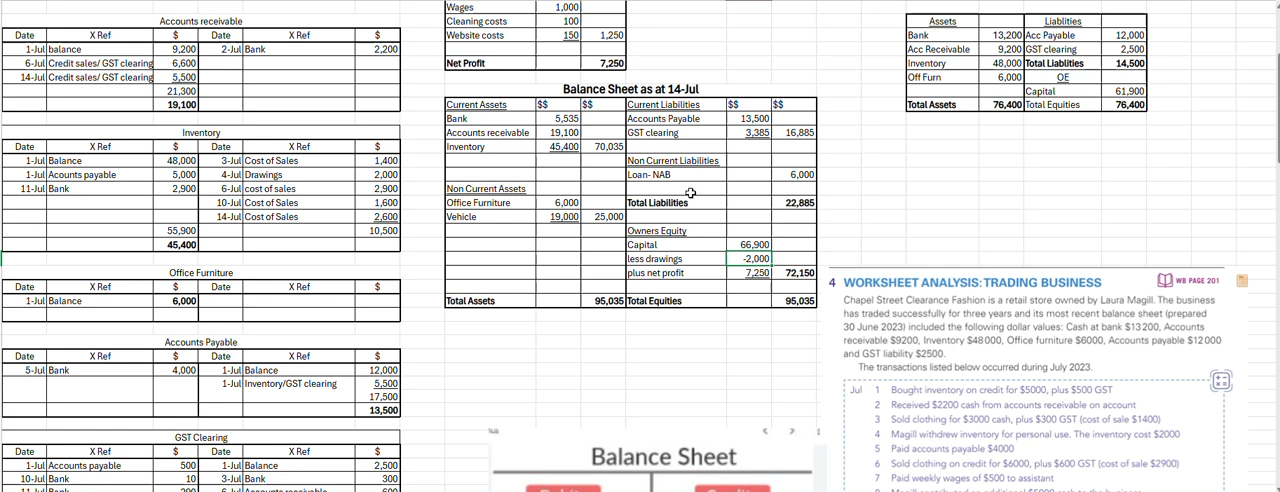 Accounts receivable
Date X Ref $ Date X Ref $
1-Jul balance 9,200 2-Jul Bank 2,200
6-Jul Credit sales/ GST clearing 6,600
14-Jul Credit sales/ GST clearing 5,500
21,300
19,100
Inventory
Date X Ref $ Date X Ref $
1-Jul Balance 48,000 3-Jul Cost of Sales 1,400
1-Jul Acounts payable 5,000 4-Jul Drawings 2,000
11-Jul Bank 2,900 6-Jul cost of sales 2,900
10-Jul Cost of Sales 1,600
14-Jul Cost of Sales 2,600
55,900 10,500
45,400
Office Furniture
Date X Ref $ Date X Ref $
1-Jul Balance 6,000
Accounts Payable
Date X Ref $ Date X Ref $
5-Jul Bank 4,000 1-Jul Balance 12,000
1-Jul Inventory/GST clearing 5,500
17,500
13,500
GST Clearing
Date X Ref $ Date X Ref $
1-Jul Accounts payable 500 1-Jul Balance 2,500
10-Jul Bank 10 3-Jul Bank 300
Wages 1,000
Cleaning costs 100
Website costs 150 1,250
Net Profit 7,250
Balance Sheet as at 14-Jul
Current Assets $$ $$ Current Liabilities $$ $$
Bank 5,535 Accounts Payable 13,500
Accounts receivable 19,100 GST clearing 3,385 16,885
Inventory 45,400 70,035
Non Current Liabilities
Loan- NAB 6,000
Non Current Assets
Office Furniture 6,000 Total Liabilities 22,885
Vehicle 19,000 25,000
Owners Equity
Capital 66,900
less drawings -2,000
plus net profit 7,250 72,150
Total Assets 95,035 Total Equities 95,035
Balance Sheet
Assets Liablities
Bank 13,200 Acc Payable 12,000
Acc Receivable 9,200 GST clearing 2,500
Inventory 48,000 Total Liablities 14,500
Off Furn 6,000 OE
Capital 61,900
Total Assets 76,400 Total Equities 76,400
4 WORKSHEET ANALYSIS: TRADING BUSINESS WB PAGE 201
Chapel Street Clearance Fashion is a retail store owned by Laura Magill. The business
has traded successfully for three years and its most recent balance sheet (prepared
30 June 2023) included the following dollar values: Cash at bank $13 200, Accounts
receivable $9200, Inventory $48 000, Office furniture $6000, Accounts payable $12 000
and GST liability $2500.
The transactions listed below occurred during July 2023.
Jul 1 Bought inventory on credit for $5000, plus $500 GST
2 Received $2200 cash from accounts receivable on account
3 Sold clothing for $3000 cash, plus $300 GST (cost of sale $1400)
4 Magill withdrew inventory for personal use. The inventory cost $2000
5 Paid accounts payable $4000
6 Sold clothing on credit for $6000, plus $600 GST (cost of sale $2900)
7 Paid weekly wages of $500 to assistant